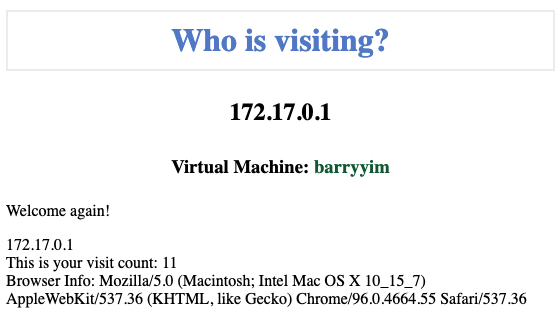 Who is visiting?
172.17.0.1
Virtual Machine: barryyim
Welcome again!
172.17.0.1
This is your visit count: 11
Browser Info: Mozilla/5.0 (Macintosh; Intel Mac OS X 10_15_7)
AppleWebKit/537.36 (KHTML, like Gecko) Chrome/96.0.4664.55 Safari/537.36